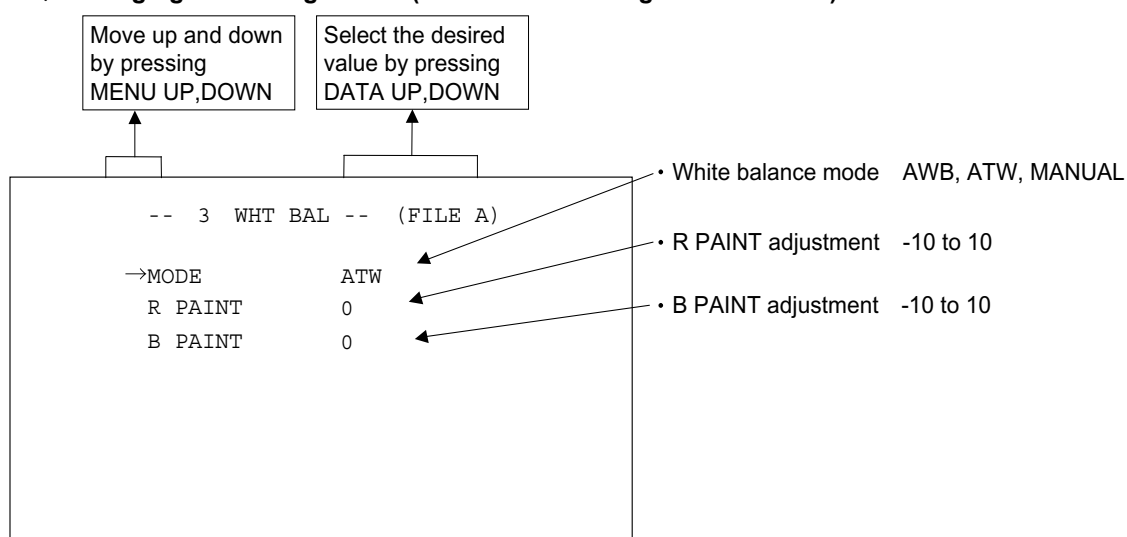 Move up and down
by pressing
MENU UP,DOWN
Select the desired
value by pressing
DATA UP,DOWN
-- 3 WHT BAL -- (FILE A)
→MODE ATW
R PAINT 0
B PAINT 0
• White balance mode AWB, ATW, MANUAL
• R PAINT adjustment -10 to 10
• B PAINT adjustment -10 to 10